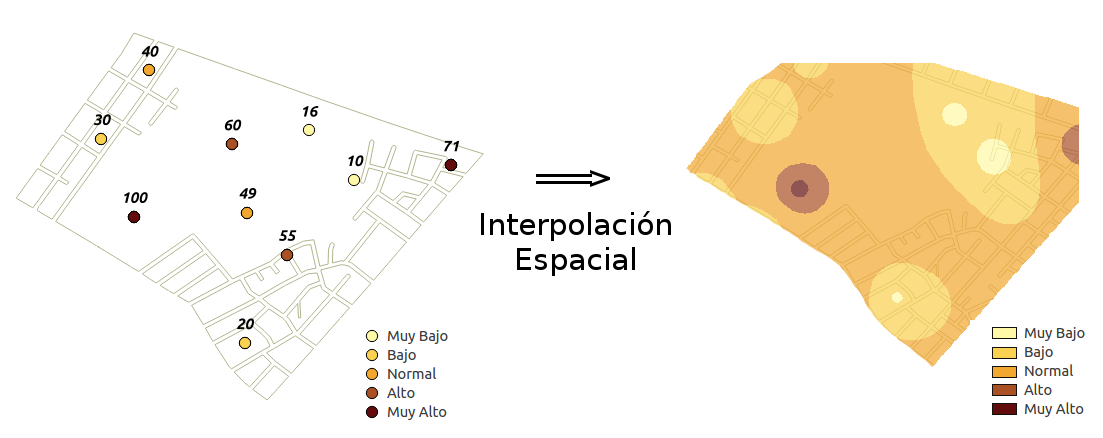 40
16
30
60
71
10
100
49
55
20
Muy Bajo
Bajo
Normal
Alto
Muy Alto
Interpolación
Espacial
Muy Bajo
Bajo
Normal
Alto
Muy Alto